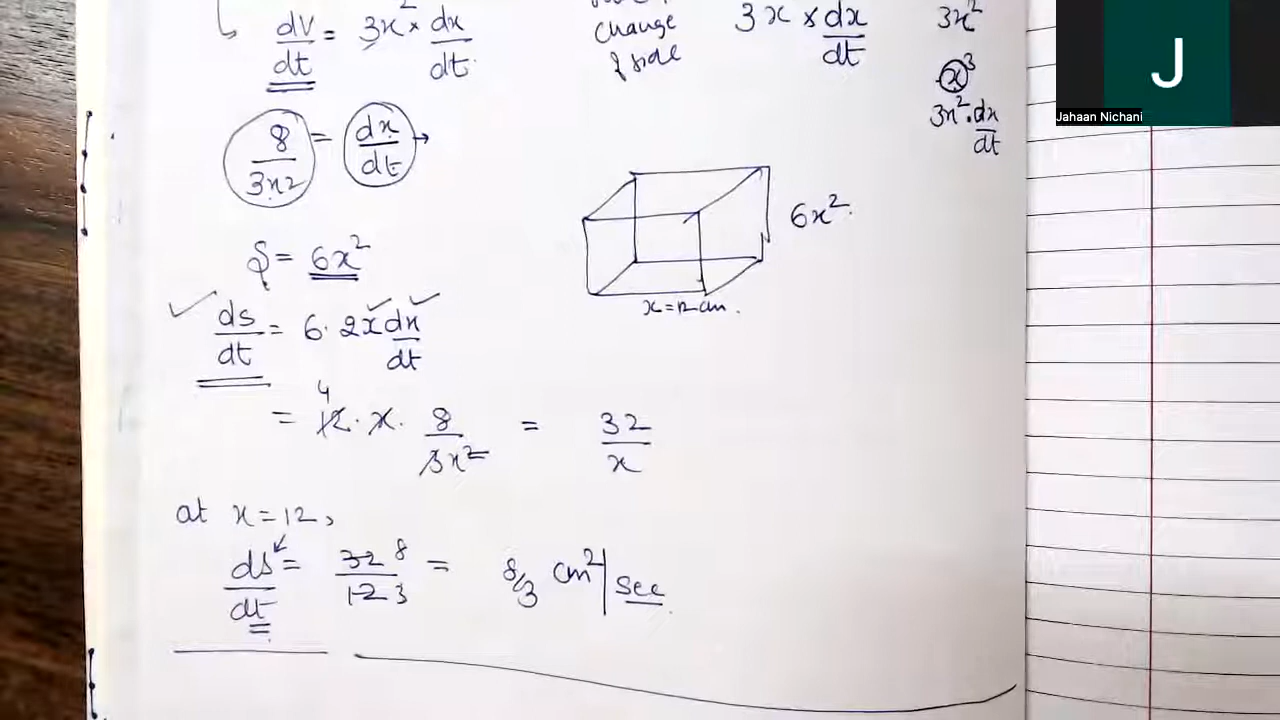 dV/dt = 3x² × dx/dt
change
& side
3x × dx/dt
3x²
x³
3x² · dx/dt
J
Jahaan Nichani
8/3x² = dx/dt →
6x².
S = 6x²
x = 12 cm.
ds/dt = 6 · 2x dx/dt
4
= 12 · x · 8/3x² = 32/x
at x = 12,
ds/dt = 32 8/12 3 = 8/3 cm²/sec